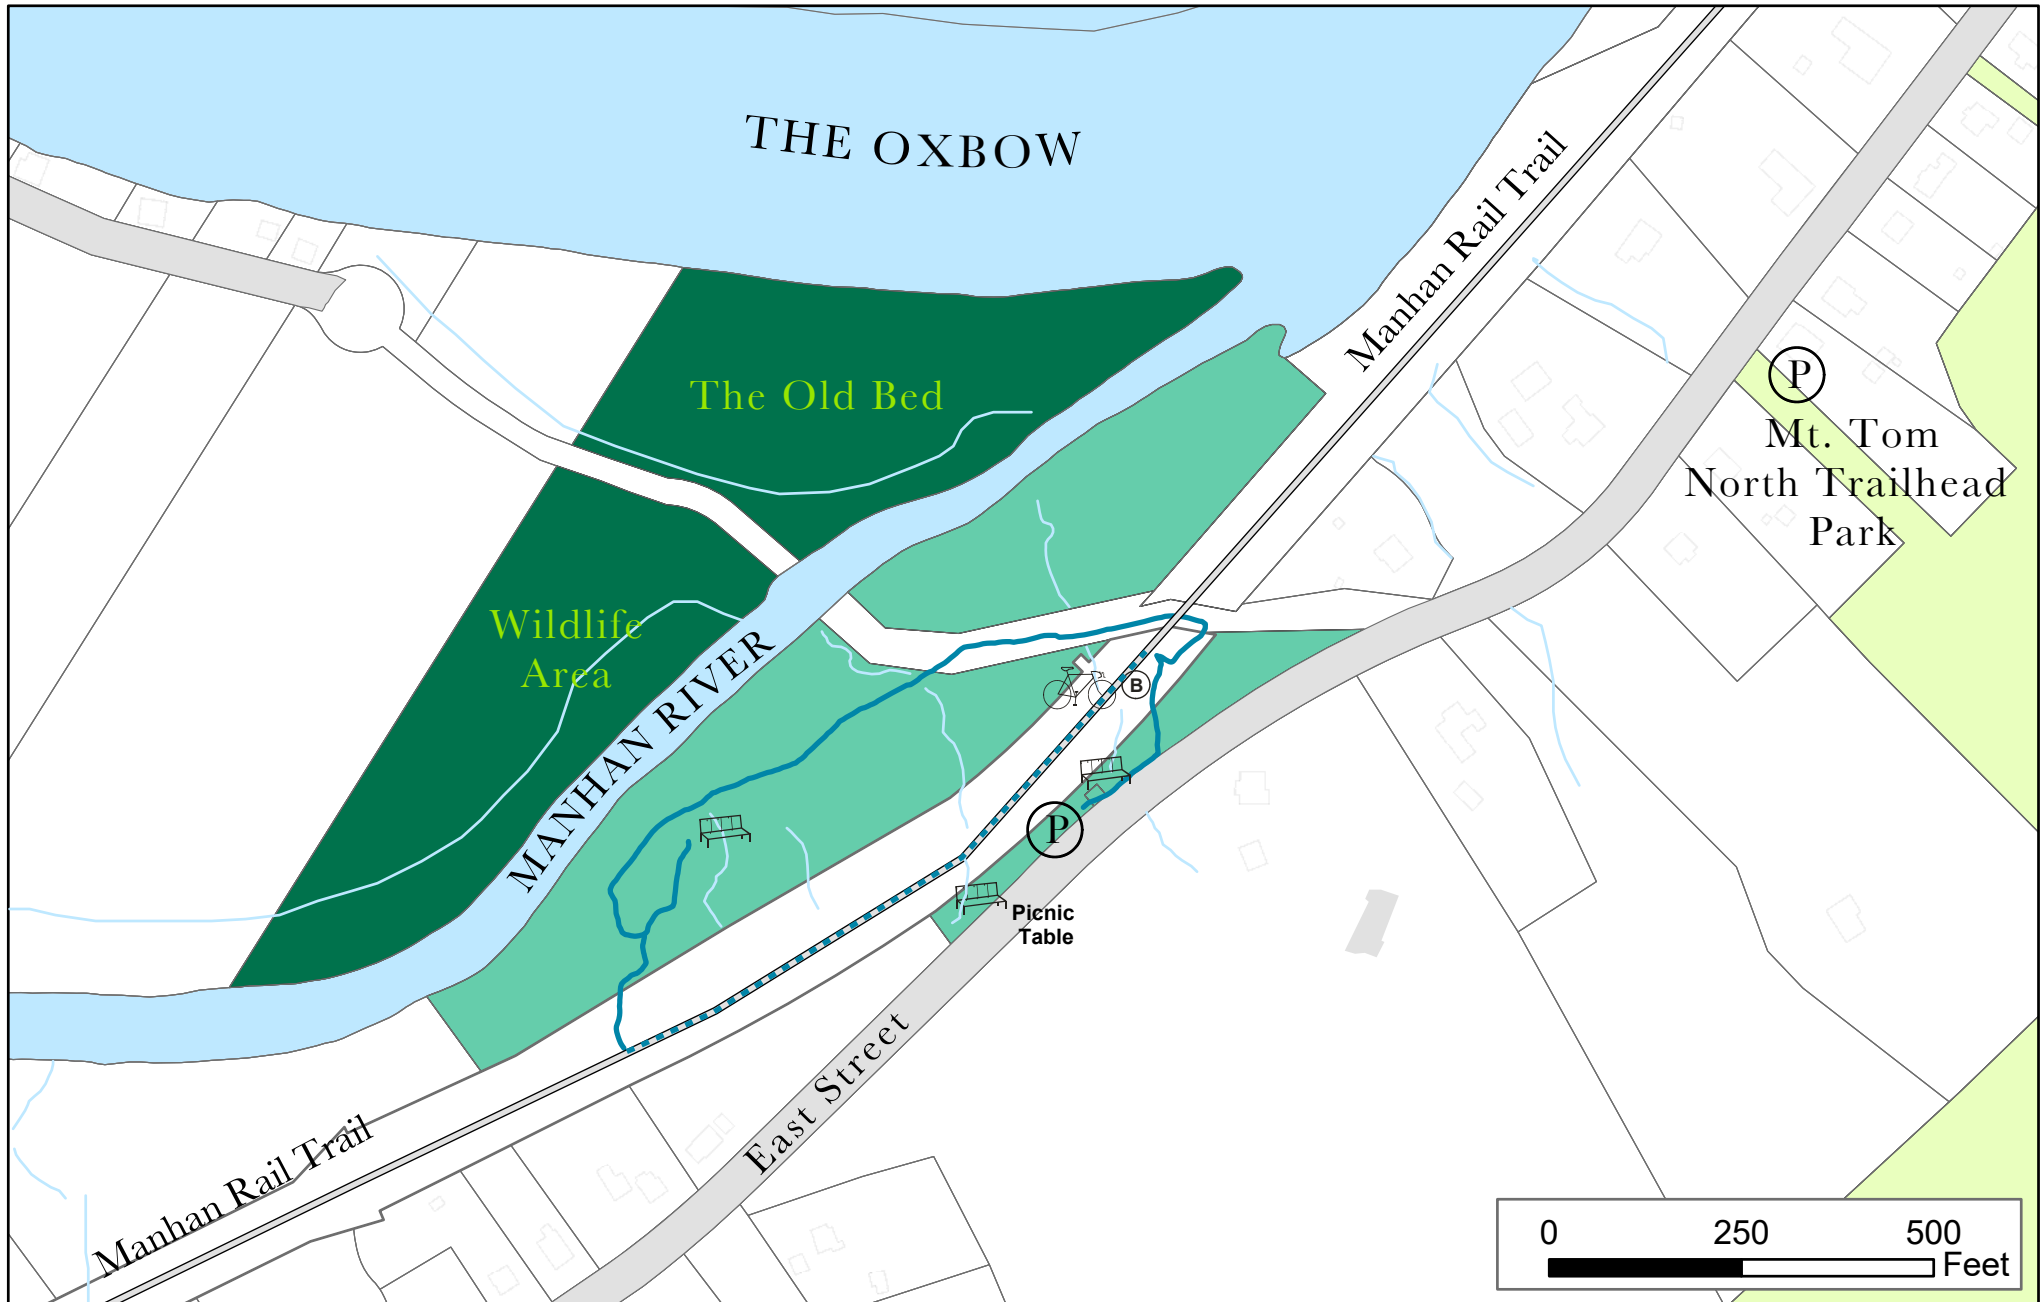 THE OXBOW
Manhan Rail Trail
The Old Bed
P
Mt. Tom
North Trailhead
Park
Wildlife
Area
MANHAN RIVER
B
P
Picnic
Table
East Street
Manhan Rail Trail
0 250 500
Feet